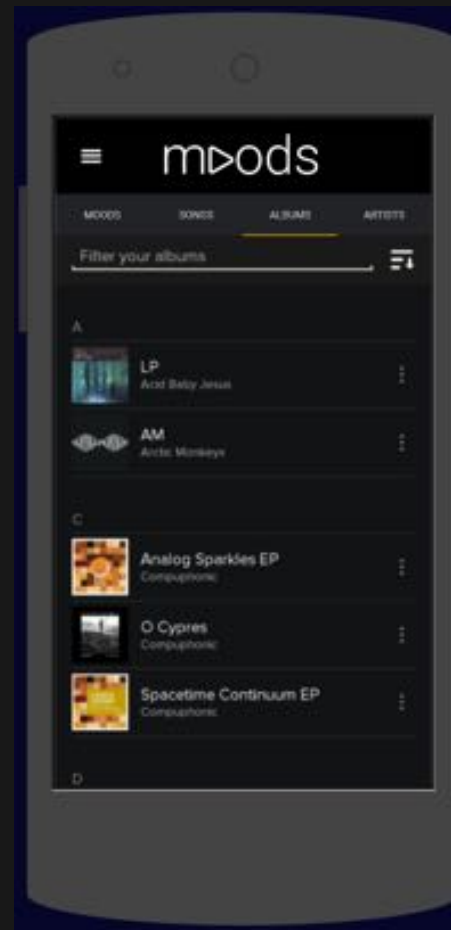 moods
MOODS SONGS ALBUMS ARTISTS
Filter your albums
A
LP
Acid Baby Jesus
AM
Arctic Monkeys
C
Analog Sparkles EP
Compuphonic
O Cypres
Compuphonic
Spacetime Continuum EP
Compuphonic
D